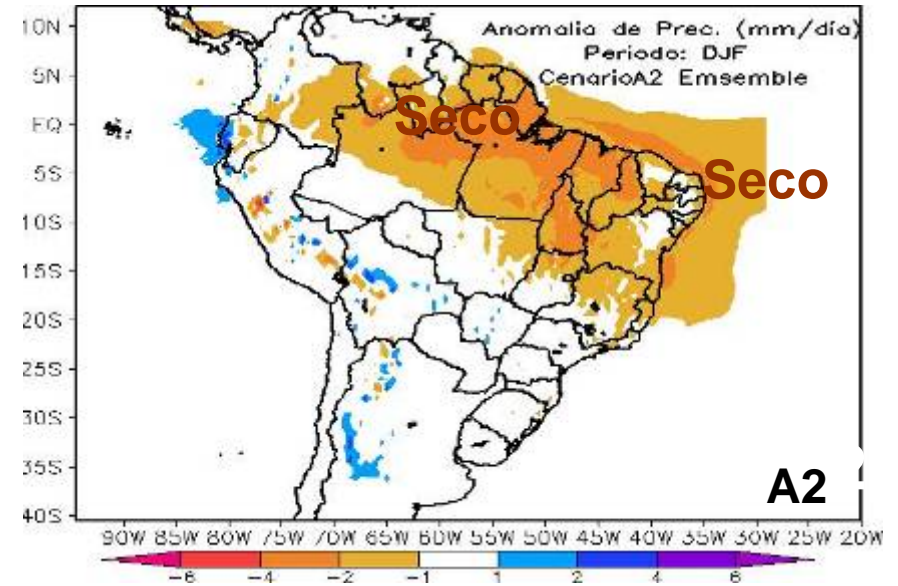 Anomalia de Prec. (mm/dia)
Periodo: DJF
CenarioA2 Emsemble
10N
5N
Seco
EQ
Seco
5S
10S
15S
20S
25S
30S
35S
A2
40S
90W 85W 80W 75W 70W 65W 60W 55W 50W 45W 40W 35W 30W 25W 20W
-6 -4 -2 -1 1 2 4 6